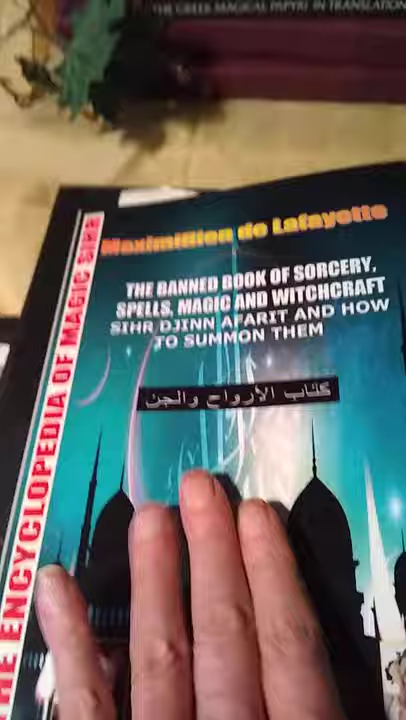 THE GREEK MAGICAL PAPYRI IN TRANSLATION
Maximillien de Lafayette
THE BANNED BOOK OF SORCERY,
SPELLS, MAGIC AND WITCHCRAFT
SIHR DJINN AFARIT AND HOW
TO SUMMON THEM
كتاب الأرواح والجن
THE ENCYCLOPEDIA OF MAGIC SIHR